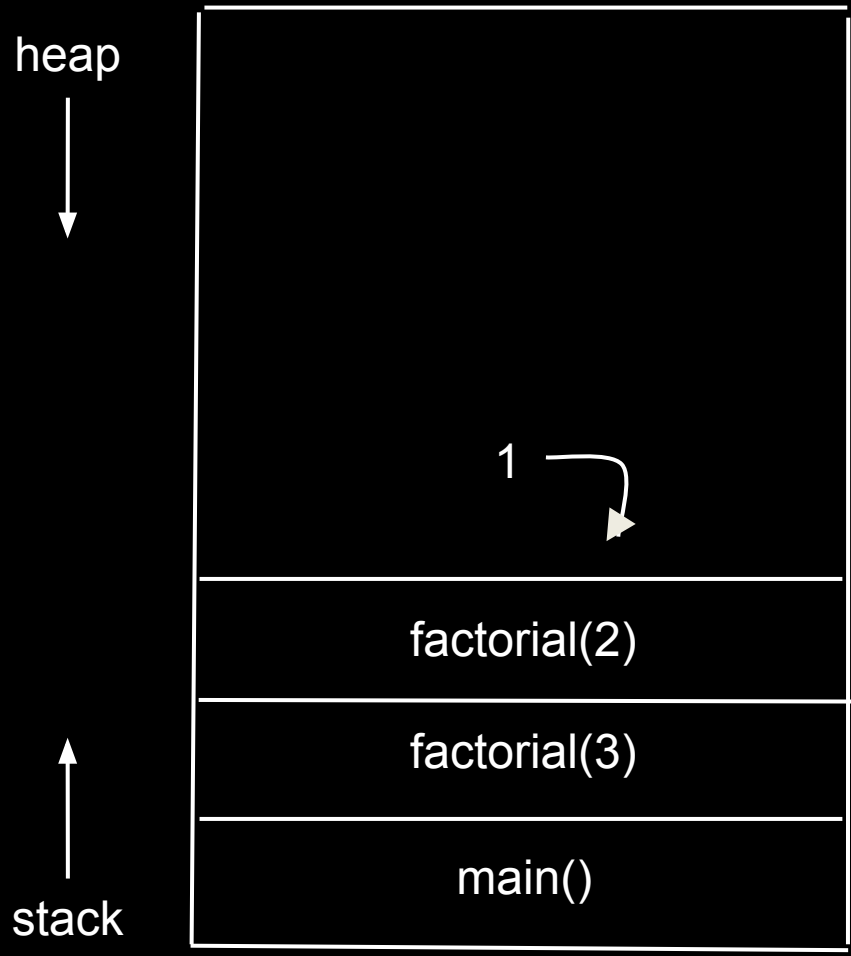 heap
1
factorial(2)
factorial(3)
main()
stack